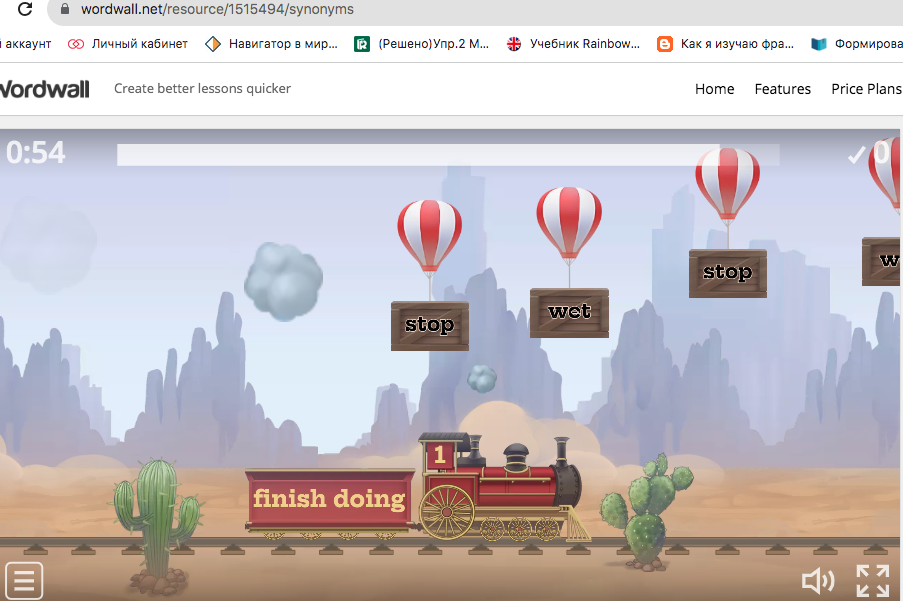 wordwall.net/resource/1515494/synonyms
аккаунт Личный кабинет Навигатор в мир... (Решено)Упр.2 М... Учебник Rainbow... Как я изучаю фра... Формирова
Wordwall Create better lessons quicker Home Features Price Plans
0:54 0
stop wet stop w
1
finish doing